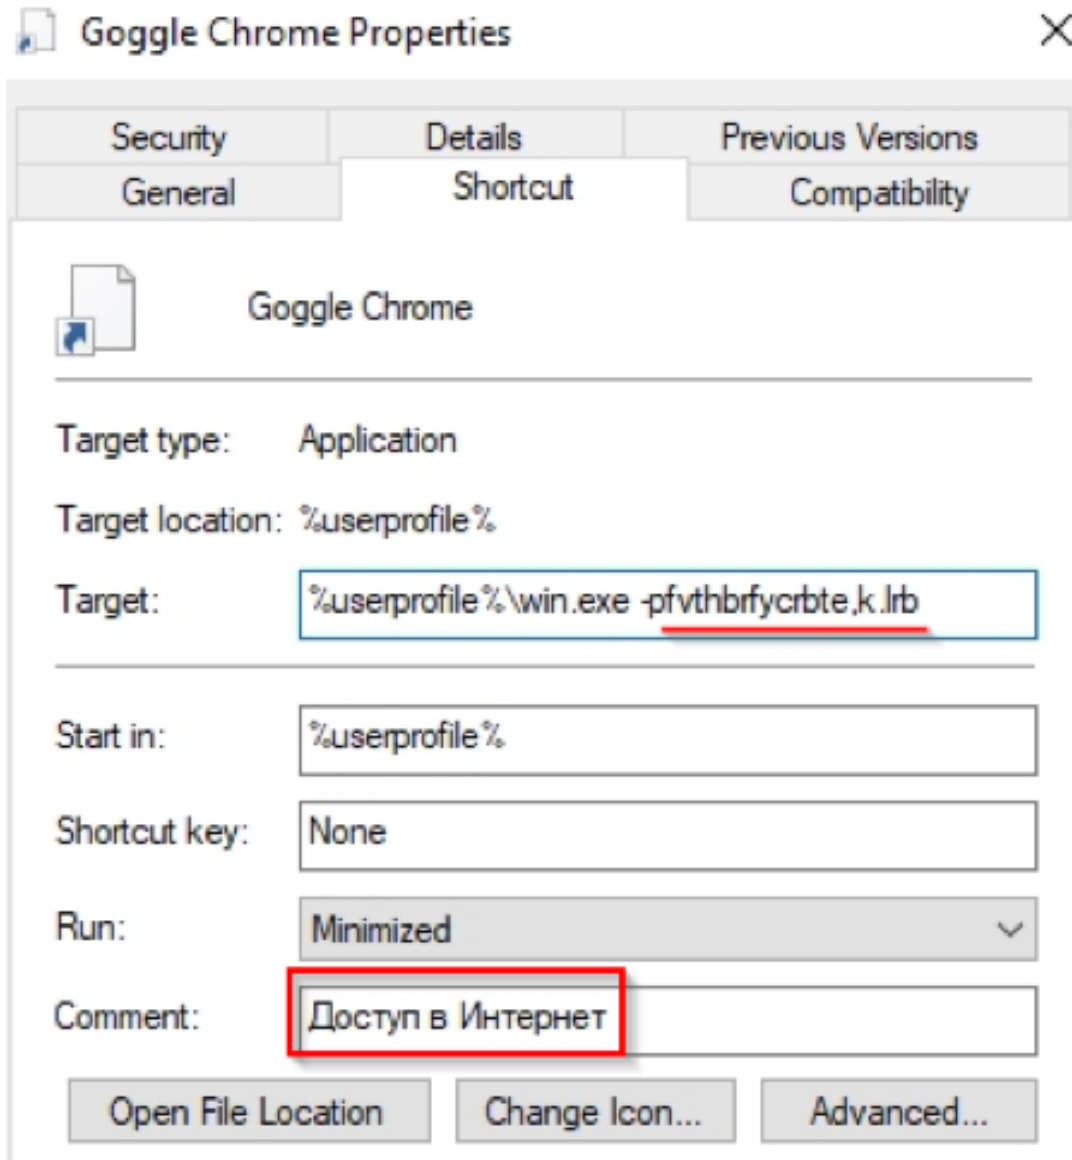 Goggle Chrome Properties
Security Details Previous Versions
General Shortcut Compatibility
Goggle Chrome
Target type: Application
Target location: %userprofile%
Target: %userprofile%\win.exe -pfvthbrfycrbte,k.lrb
Start in: %userprofile%
Shortcut key: None
Run: Minimized
Comment: Доступ в Интернет
Open File Location Change Icon... Advanced...